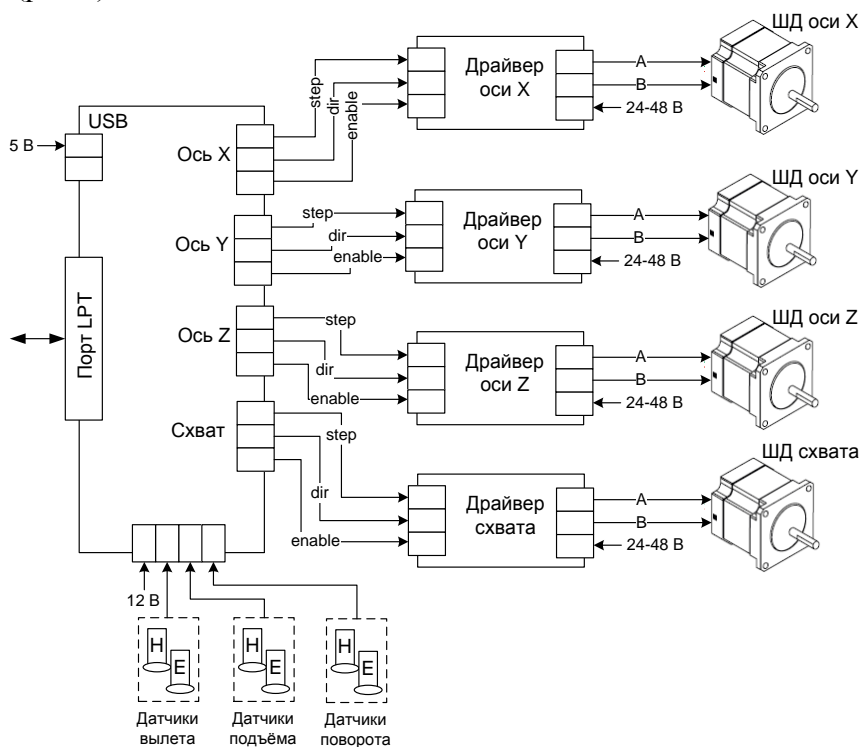 ШД оси X
Драйвер
оси X
A
B
24-48 В
step
dir
enable
USB
5 В
Ось X
ШД оси Y
Драйвер
оси Y
A
B
24-48 В
step
dir
enable
Ось Y
Порт LPT
ШД оси Z
Драйвер
оси Z
A
B
24-48 В
step
dir
enable
Ось Z
Схват
ШД схвата
Драйвер
схвата
A
B
24-48 В
step
dir
enable
12 В
H
E
H
E
H
E
Датчики
вылета
Датчики
подъёма
Датчики
поворота